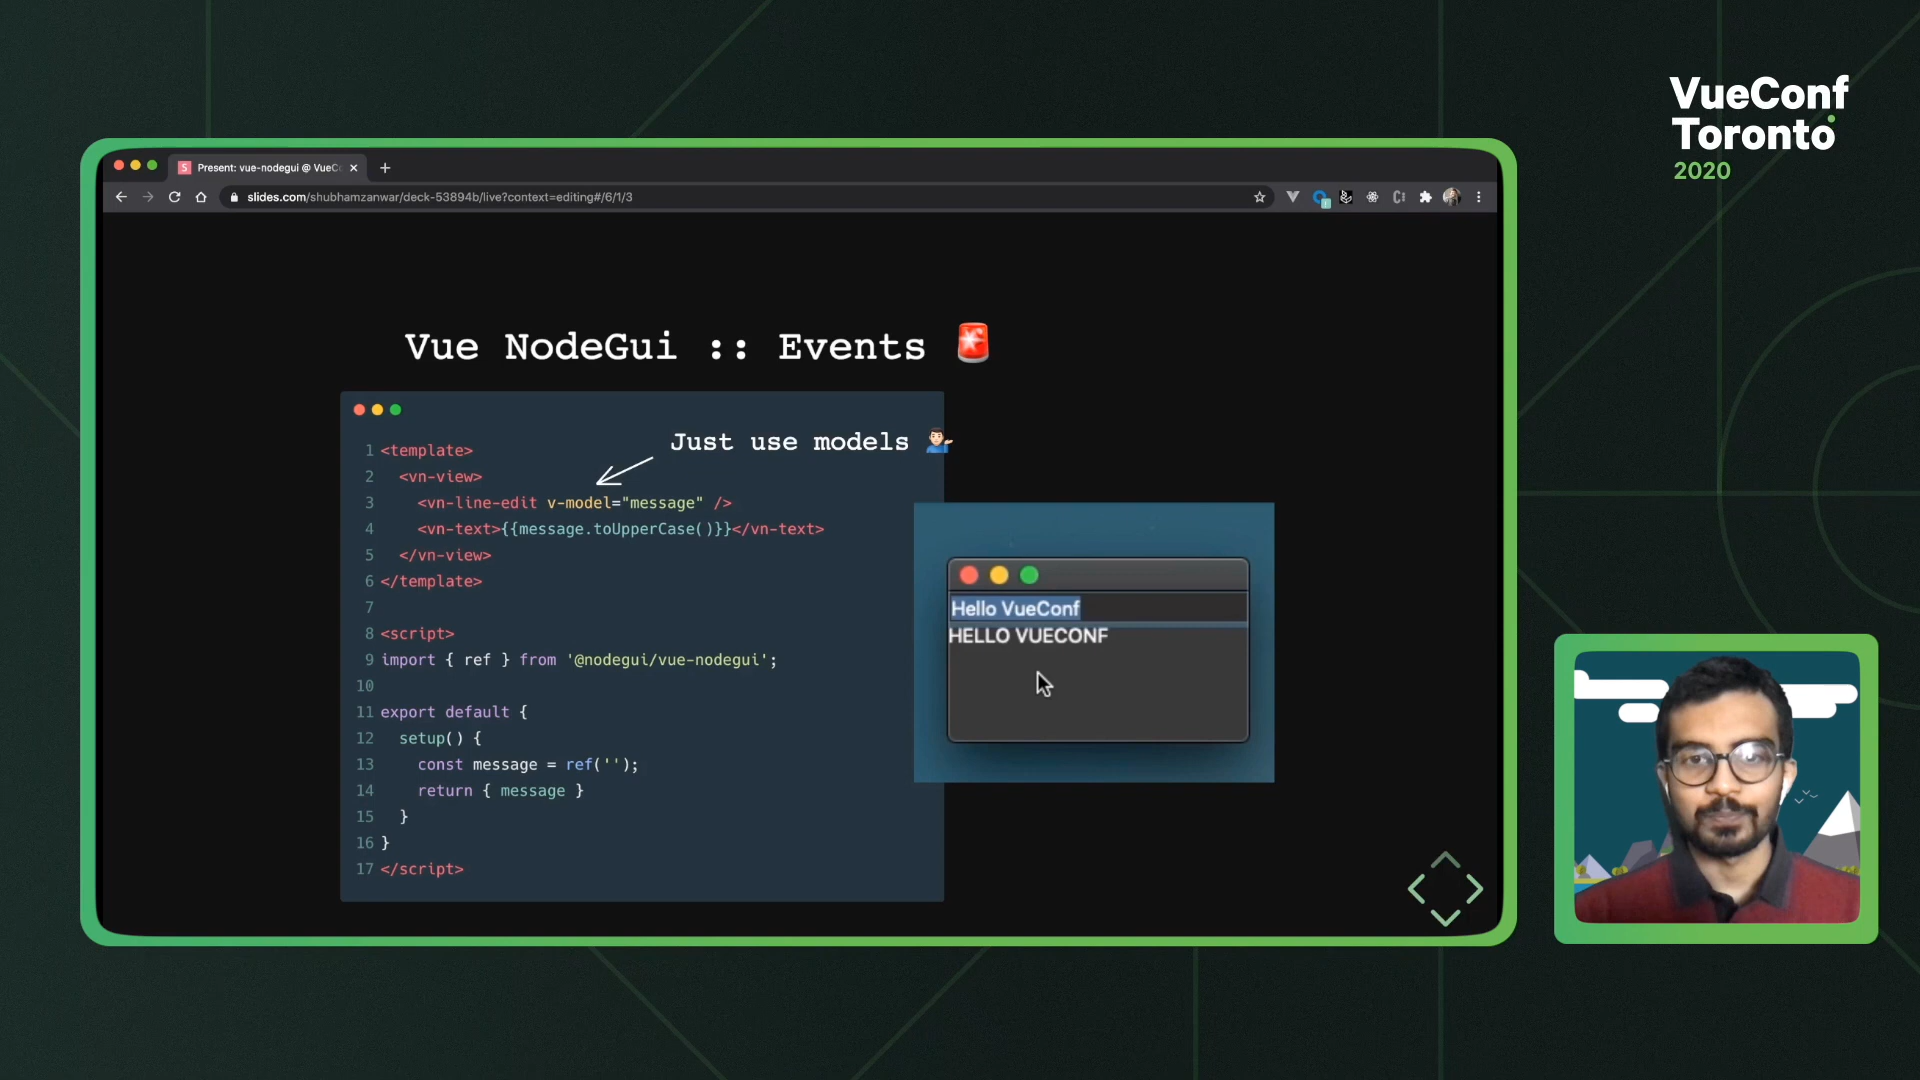 VueConf
Toronto
2020
Present: vue-nodegui @ VueC
slides.com/shubhamzanwar/deck-53894b/live?context=editing#/6/1/3
Vue NodeGui :: Events
Just use models
1 <template>
2 <vn-view>
3 <vn-line-edit v-model="message" />
4 <vn-text>{{message.toUpperCase()}}</vn-text>
5 </vn-view>
6 </template>
7
8 <script>
9 import { ref } from '@nodegui/vue-nodegui';
10
11 export default {
12 setup() {
13 const message = ref('');
14 return { message }
15 }
16 }
17 </script>
Hello VueConf
HELLO VUECONF